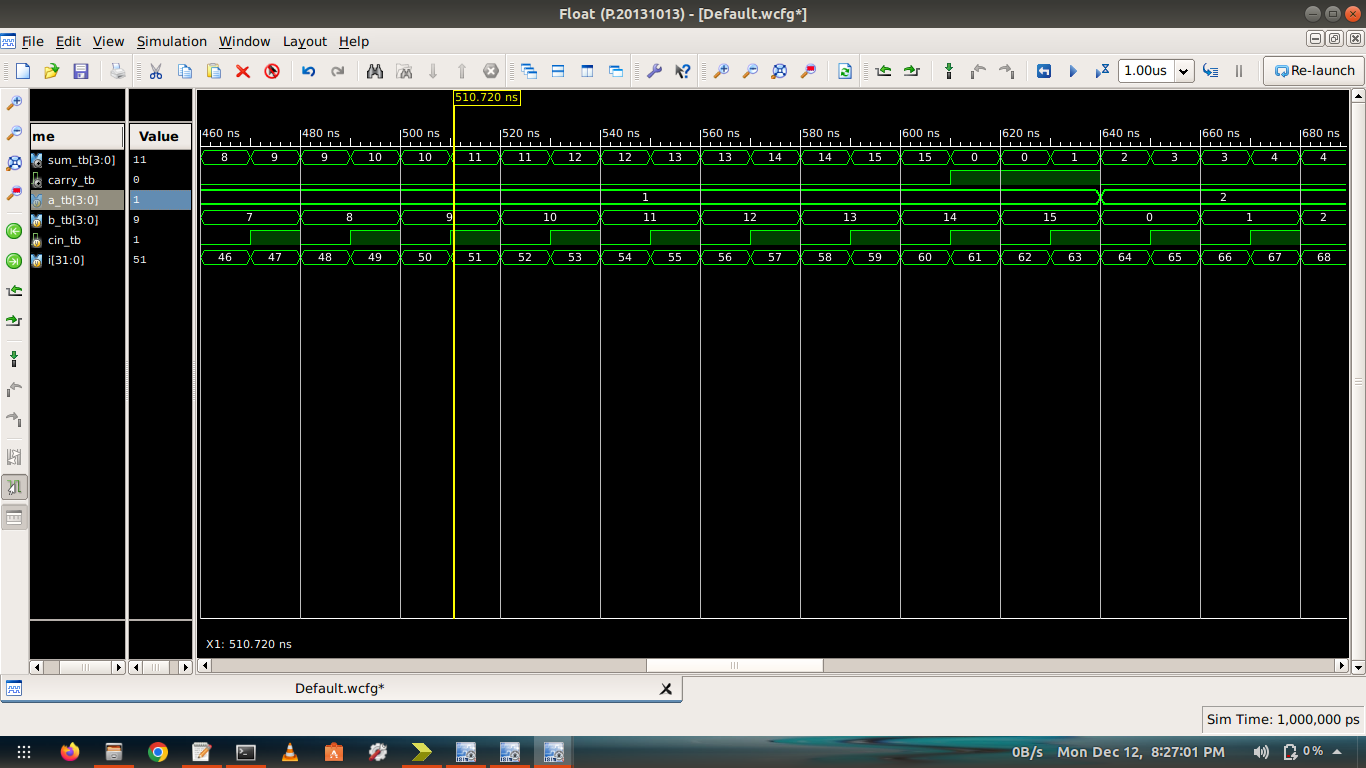 Float (P.20131013) - [Default.wcfg*]
File Edit View Simulation Window Layout Help
1.00us Re-launch
510.720 ns
me Value
460 ns 480 ns 500 ns 520 ns 540 ns 560 ns 580 ns 600 ns 620 ns 640 ns 660 ns 680 ns
sum_tb[3:0] 11 8 9 9 10 10 11 11 12 12 13 13 14 14 15 15 0 0 1 2 3 3 4 4
carry_tb 0
a_tb[3:0] 1 1 2
b_tb[3:0] 9 7 8 9 10 11 12 13 14 15 0 1 2
cin_tb 1
i[31:0] 51 46 47 48 49 50 51 52 53 54 55 56 57 58 59 60 61 62 63 64 65 66 67 68
X1: 510.720 ns
Default.wcfg*
Sim Time: 1,000,000 ps
0B/s Mon Dec 12, 8:27:01 PM 0 %